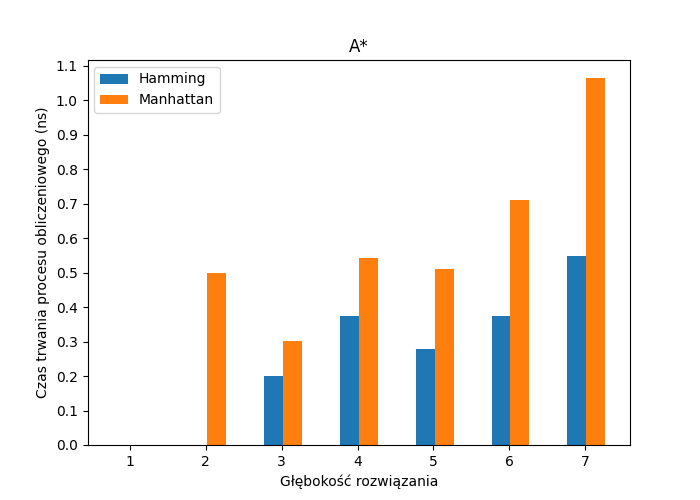 A*
Hamming
Manhattan
Czas trwania procesu obliczeniowego (ns)
1.1
1.0
0.9
0.8
0.7
0.6
0.5
0.4
0.3
0.2
0.1
0.0
1 2 3 4 5 6 7
Głębokość rozwiązania